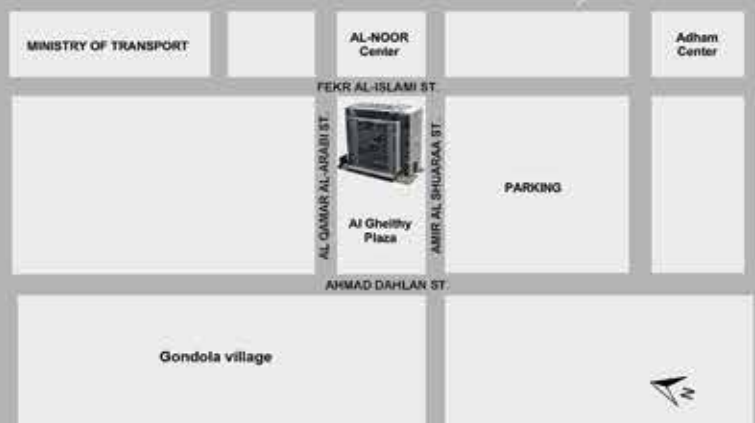 MINISTRY OF TRANSPORT
AL-NOOR
Center
Adham
Center
FEKR AL-ISLAMI ST.
AL QAMAR AL-ARABI ST.
AMIR AL SHUARAA ST.
PARKING
Al Gheithy
Plaza
AHMAD DAHLAN ST.
Gondola village
N